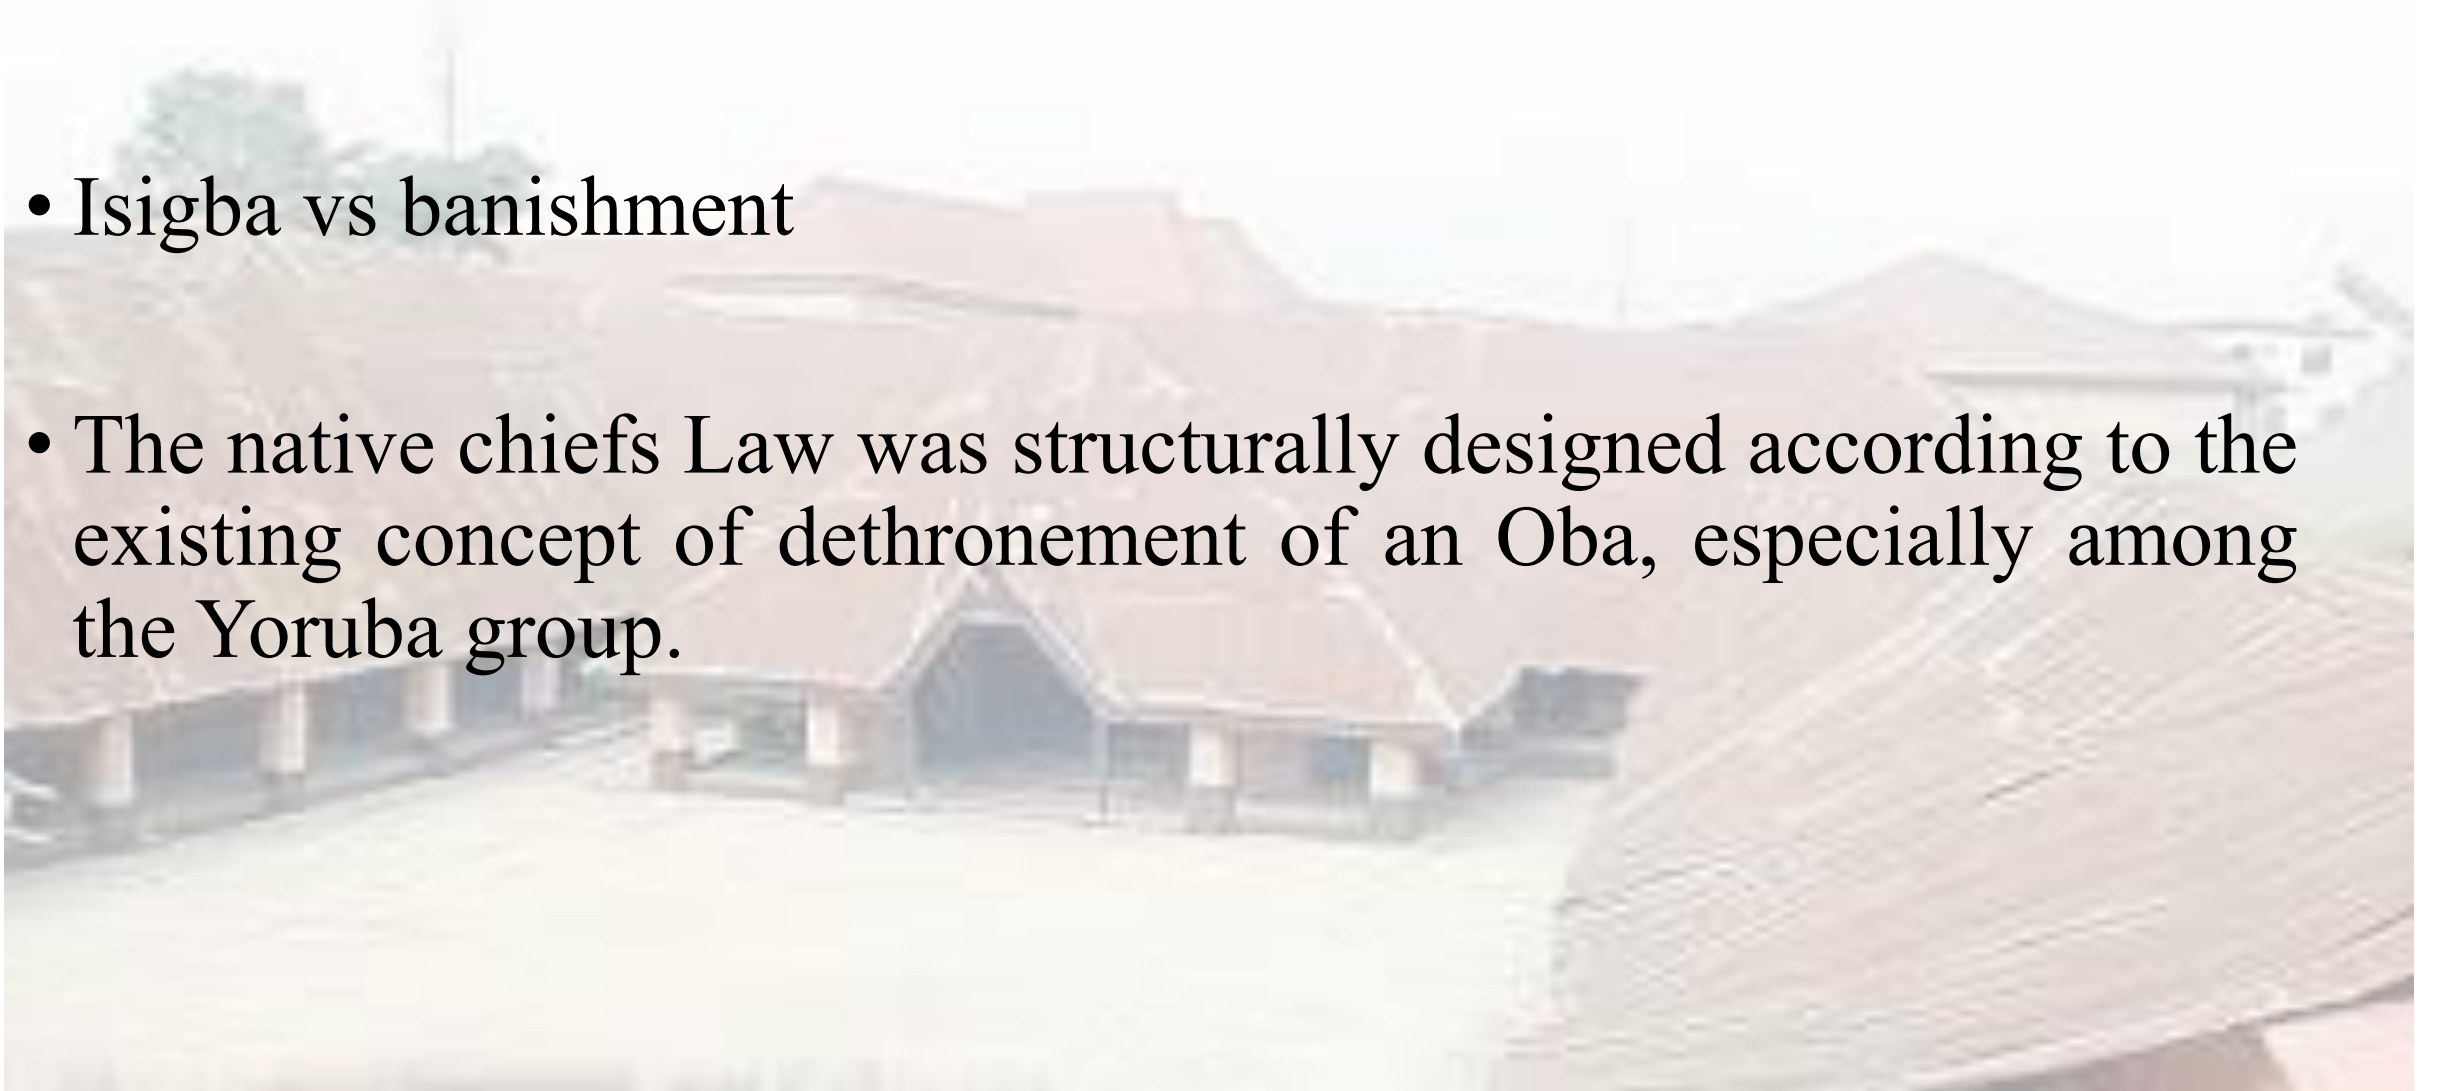 • Isigba vs banishment
• The native chiefs Law was structurally designed according to the
existing concept of dethronement of an Oba, especially among
the Yoruba group.